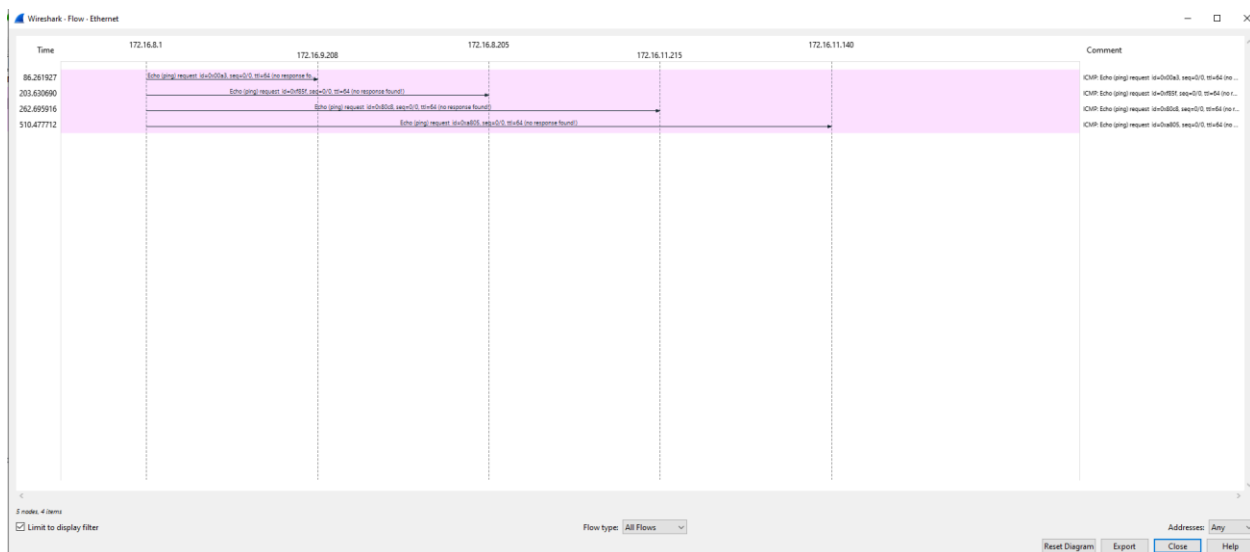 Wireshark - Flow - Ethernet
Time
172.16.8.1
172.16.9.208
172.16.8.205
172.16.11.215
172.16.11.140
Comment
86.261927 Echo (ping) request id=0x00a3, seq=0/0, ttl=64 (no response fo... ICMP: Echo (ping) request id=0x00a3, seq=0/0, ttl=64 (no ...
203.630690 Echo (ping) request id=0xf85f, seq=0/0, ttl=64 (no response found!) ICMP: Echo (ping) request id=0xf85f, seq=0/0, ttl=64 (no r...
262.695916 Echo (ping) request id=0x80c8, seq=0/0, ttl=64 (no response found!) ICMP: Echo (ping) request id=0x80c8, seq=0/0, ttl=64 (no r...
510.477712 Echo (ping) request id=0xa805, seq=0/0, ttl=64 (no response found!) ICMP: Echo (ping) request id=0xa805, seq=0/0, ttl=64 (no ...
5 nodes, 4 items
Limit to display filter
Flow type: All Flows
Addresses: Any
Reset Diagram Export Close Help